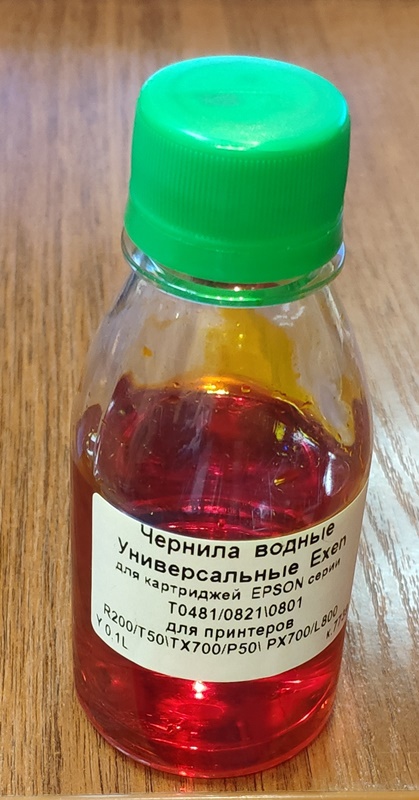 Чернила водные
Универсальные Exen
для картриджей EPSON серии
T0481/0821\0801
для принтеров
R200/T50\TX700/P50\ PX700/L800
Y 0.1L